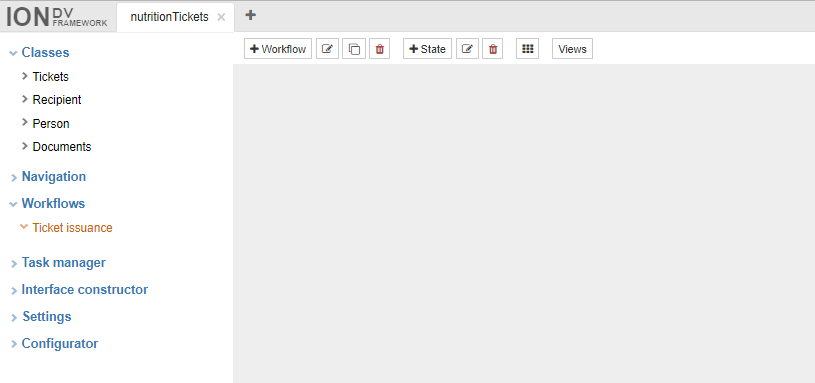 ION DV FRAMEWORK
nutritionTickets
Classes
Tickets
Recipient
Person
Documents
Navigation
Workflows
Ticket issuance
Task manager
Interface constructor
Settings
Configurator
Workflow
State
Views